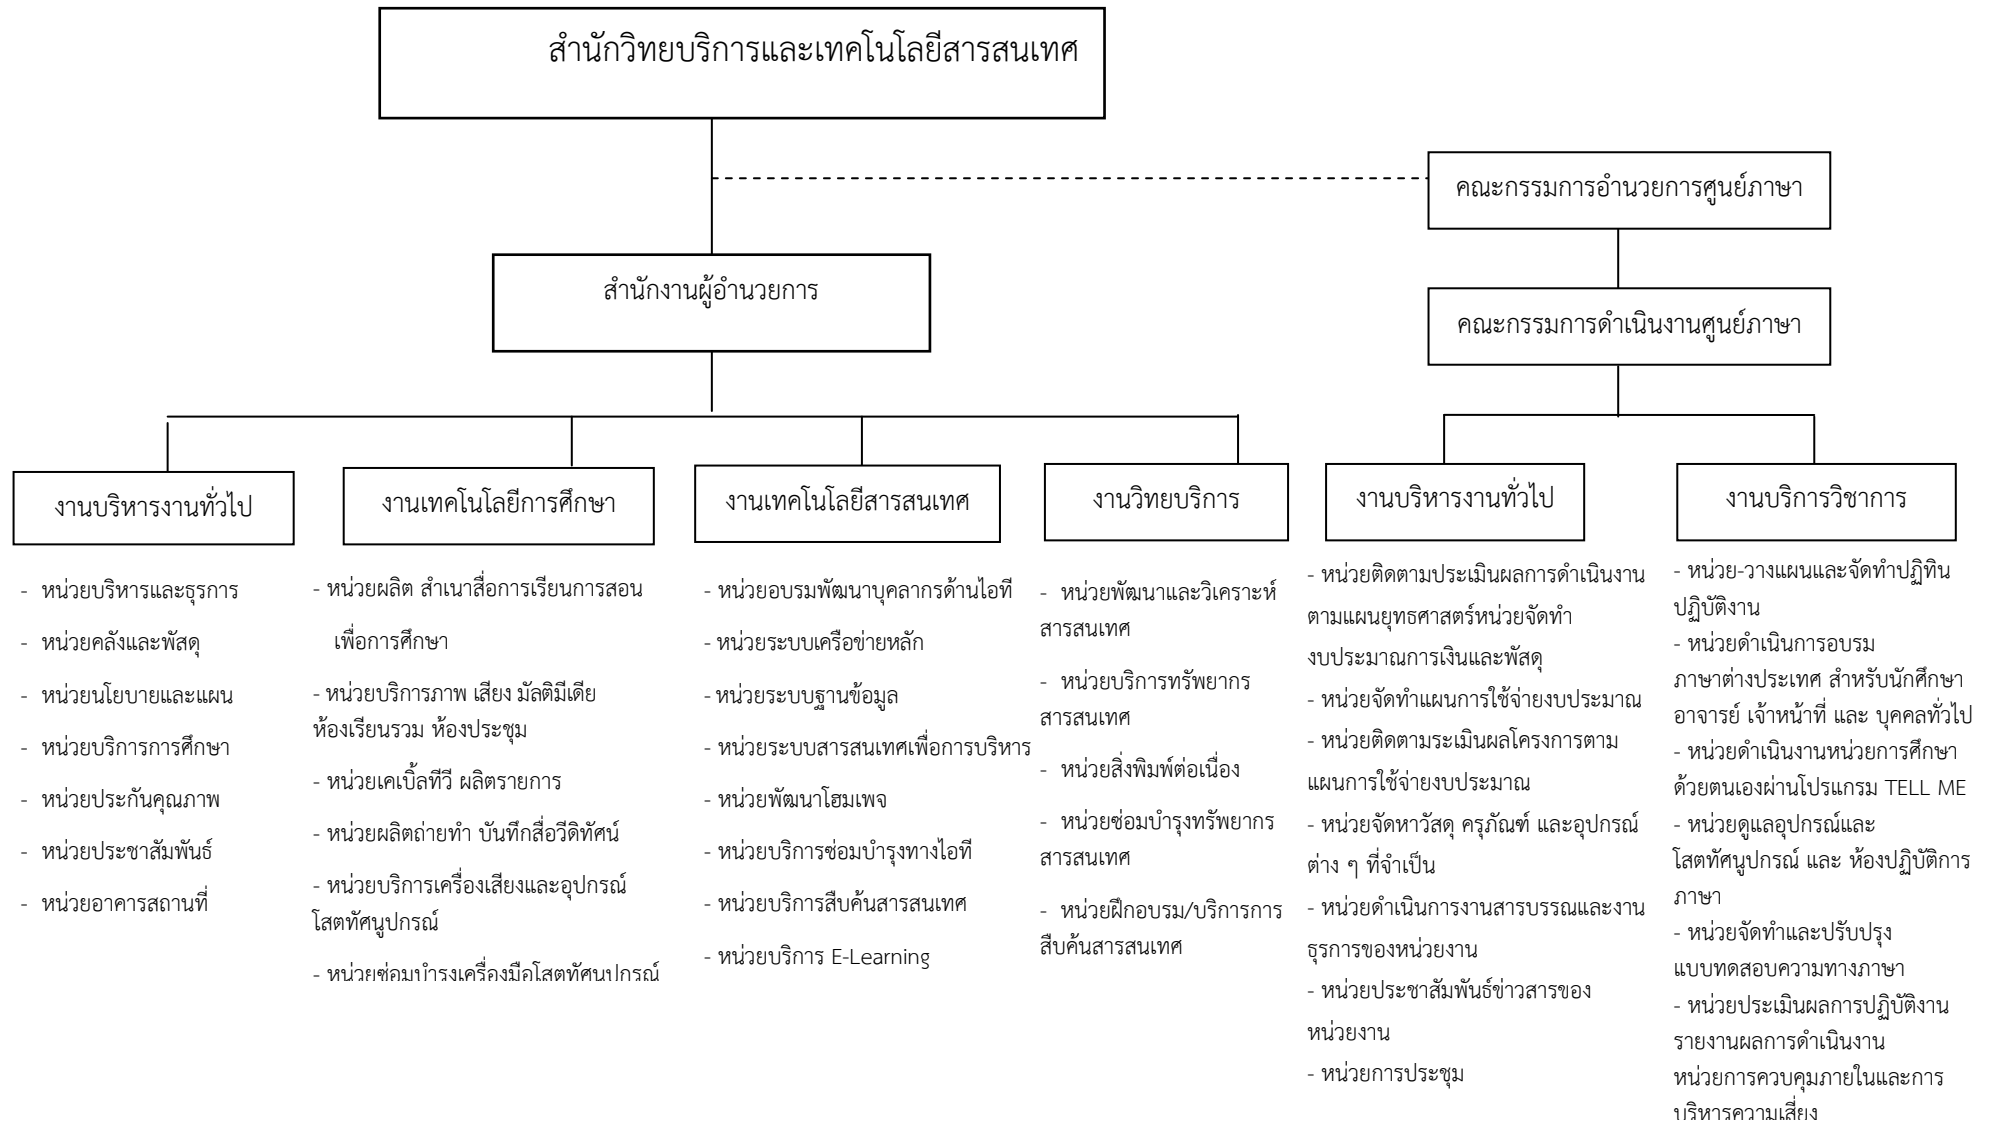 สำนักวิทยบริการและเทคโนโลยีสารสนเทศ
คณะกรรมการอำนวยการศูนย์ภาษา
สำนักงานผู้อำนวยการ
คณะกรรมการดำเนินงานศูนย์ภาษา
งานบริหารงานทั่วไป
- หน่วยบริหารและธุรการ
- หน่วยคลังและพัสดุ
- หน่วยนโยบายและแผน
- หน่วยบริการการศึกษา
- หน่วยประกันคุณภาพ
- หน่วยประชาสัมพันธ์
- หน่วยอาคารสถานที่
งานเทคโนโลยีการศึกษา
- หน่วยผลิต สำเนาสื่อการเรียนการสอน
เพื่อการศึกษา
- หน่วยบริการภาพ เสียง มัลติมีเดีย
ห้องเรียนรวม ห้องประชุม
- หน่วยเคเบิ้ลทีวี ผลิตรายการ
- หน่วยผลิตถ่ายทำ บันทึกสื่อวีดิทัศน์
- หน่วยบริการเครื่องเสียงและอุปกรณ์
โสตทัศนูปกรณ์
- หน่วยซ่อมบำรุงเครื่องมือโสตทัศนูปกรณ์
งานเทคโนโลยีสารสนเทศ
- หน่วยอบรมพัฒนาบุคลากรด้านไอที
- หน่วยระบบเครือข่ายหลัก
- หน่วยระบบฐานข้อมูล
- หน่วยระบบสารสนเทศเพื่อการบริหาร
- หน่วยพัฒนาโฮมเพจ
- หน่วยบริการซ่อมบำรุงทางไอที
- หน่วยบริการสืบค้นสารสนเทศ
- หน่วยบริการ E-Learning
งานวิทยบริการ
- หน่วยพัฒนาและวิเคราะห์
สารสนเทศ
- หน่วยบริการทรัพยากร
สารสนเทศ
- หน่วยสิ่งพิมพ์ต่อเนื่อง
- หน่วยซ่อมบำรุงทรัพยากร
สารสนเทศ
- หน่วยฝึกอบรม/บริการการ
สืบค้นสารสนเทศ
งานบริหารงานทั่วไป
- หน่วยติดตามประเมินผลการดำเนินงาน
ตามแผนยุทธศาสตร์หน่วยจัดทำ
งบประมาณการเงินและพัสดุ
- หน่วยจัดทำแผนการใช้จ่ายงบประมาณ
- หน่วยติดตามระเมินผลโครงการตาม
แผนการใช้จ่ายงบประมาณ
- หน่วยจัดหาวัสดุ ครุภัณฑ์ และอุปกรณ์
ต่าง ๆ ที่จำเป็น
- หน่วยดำเนินการงานสารบรรณและงาน
ธุรการของหน่วยงาน
- หน่วยประชาสัมพันธ์ข่าวสารของ
หน่วยงาน
- หน่วยการประชุม
งานบริการวิชาการ
- หน่วย-วางแผนและจัดทำปฏิทิน
ปฏิบัติงาน
- หน่วยดำเนินการอบรม
ภาษาต่างประเทศ สำหรับนักศึกษา
อาจารย์ เจ้าหน้าที่ และ บุคคลทั่วไป
- หน่วยดำเนินงานหน่วยการศึกษา
ด้วยตนเองผ่านโปรแกรม TELL ME
- หน่วยดูแลอุปกรณ์และ
โสตทัศนูปกรณ์ และ ห้องปฏิบัติการ
ภาษา
- หน่วยจัดทำและปรับปรุง
แบบทดสอบความทางภาษา
- หน่วยประเมินผลการปฏิบัติงาน
รายงานผลการดำเนินงาน
หน่วยการควบคุมภายในและการ
บริหารความเสี่ยง